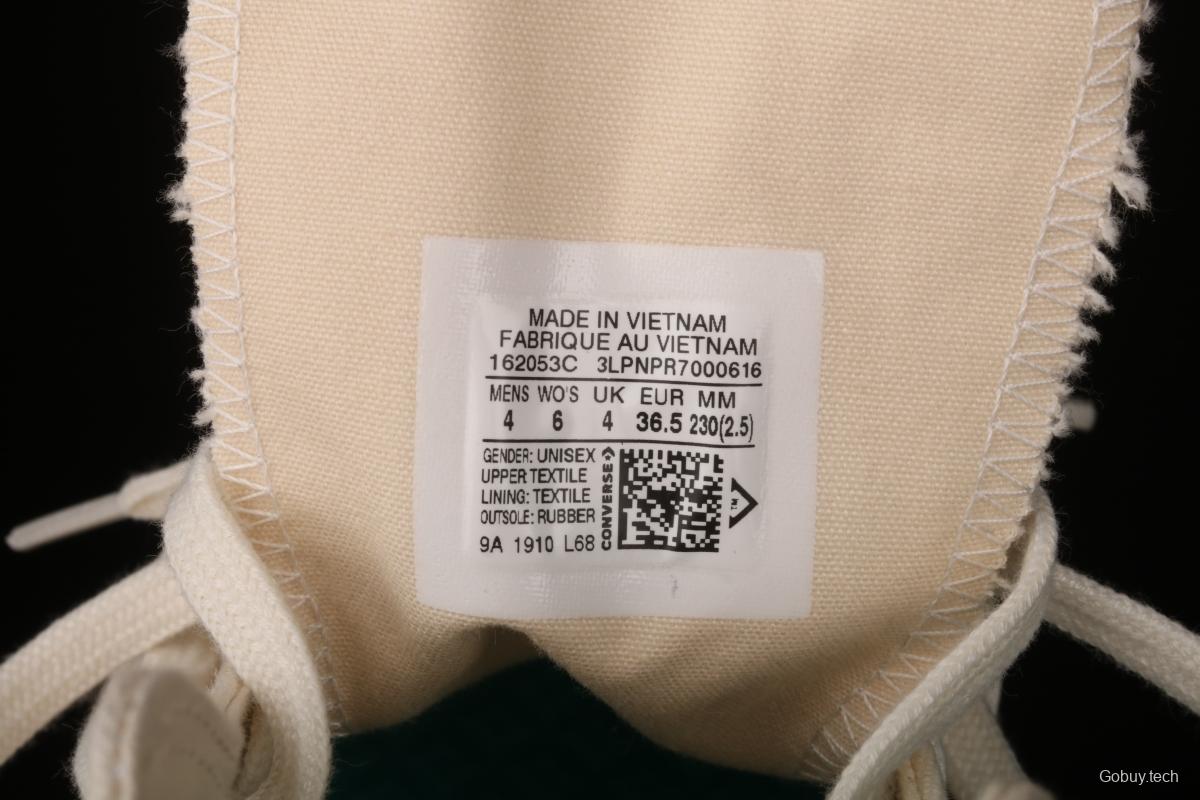 MADE IN VIETNAM
FABRIQUE AU VIETNAM
162053C 3LPNPR7000616
MENS WO'S UK EUR MM
4 6 4 36.5 230(2.5)
GENDER: UNISEX
UPPER TEXTILE
LINING: TEXTILE
OUTSOLE: RUBBER
9A 1910 L68
CONVERSE
TM
Gobuy.tech